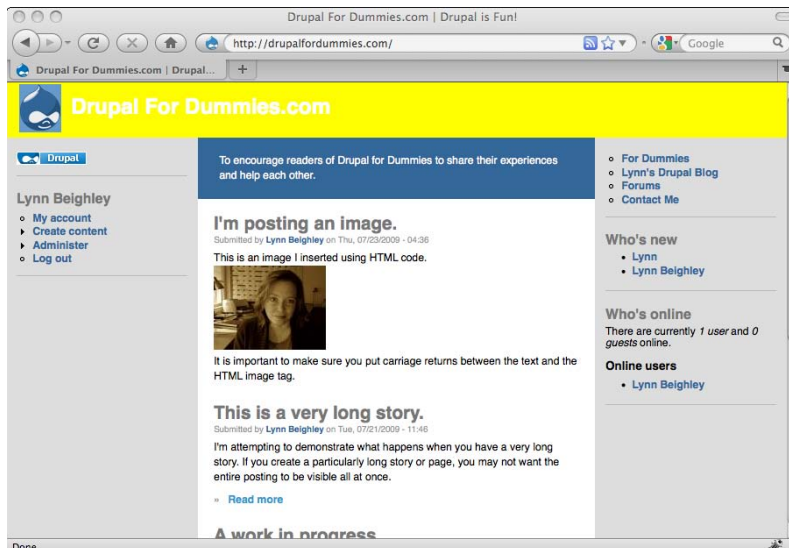 Drupal For Dummies.com | Drupal is Fun!
http://drupalfordummies.com/
Google
Drupal For Dummies.com | Drupal...
+
Drupal For Dummies.com
Drupal
Lynn Beighley
My account
Create content
Administer
Log out
To encourage readers of Drupal for Dummies to share their experiences
and help each other.
I'm posting an image.
Submitted by Lynn Beighley on Thu, 07/23/2009 - 04:36
This is an image I inserted using HTML code.
It is important to make sure you put carriage returns between the text and the
HTML image tag.
This is a very long story.
Submitted by Lynn Beighley on Tue, 07/21/2009 - 11:46
I'm attempting to demonstrate what happens when you have a very long
story. If you create a particularly long story or page, you may not want the
entire posting to be visible all at once.
» Read more
A work in progress
For Dummies
Lynn's Drupal Blog
Forums
Contact Me
Who's new
Lynn
Lynn Beighley
Who's online
There are currently 1 user and 0
guests online.
Online users
Lynn Beighley
Done